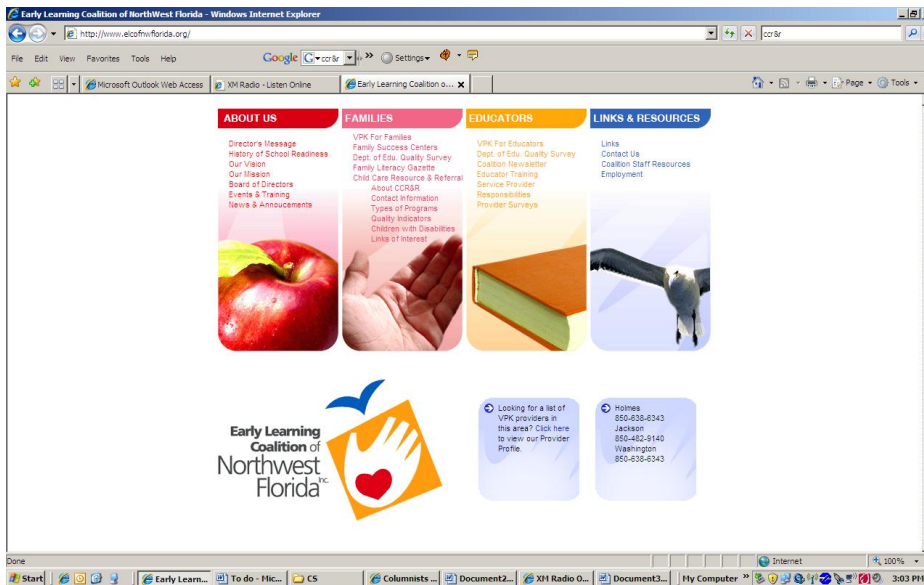 Early Learning Coalition of NorthWest Florida - Windows Internet Explorer
http://www.elcofnwflorida.org/
ccr&r
File Edit View Favorites Tools Help
Google
G ccr&r
Settings
Microsoft Outlook Web Access
XM Radio - Listen Online
Early Learning Coalition o...
Page
Tools
ABOUT US
Director's Message
History of School Readiness
Our Vision
Our Mission
Board of Directors
Events & Training
News & Annoucements
FAMILIES
VPK For Families
Family Success Centers
Dept. of Edu. Quality Survey
Family Literacy Gazette
Child Care Resource & Referral
About CCR&R
Contact Information
Types of Programs
Quality Indicators
Children with Disabilities
Links of Interest
EDUCATORS
VPK For Educators
Dept. of Edu. Quality Survey
Coalition Newsletter
Educator Training
Service Provider
Responsibilities
Provider Surveys
LINKS & RESOURCES
Links
Contact Us
Coalition Staff Resources
Employment
Early Learning
Coalition of
Northwest
Florida Inc.
Looking for a list of
VPK providers in
this area? Click here
to view our Provider
Profile.
Holmes
850-638-6343
Jackson
850-482-9140
Washington
850-638-6343
Done
Internet
100%
Start
Early Learn...
To do - Mic...
CS
Columnists ...
Document2...
XM Radio O...
Document3...
My Computer »
3:03 PM